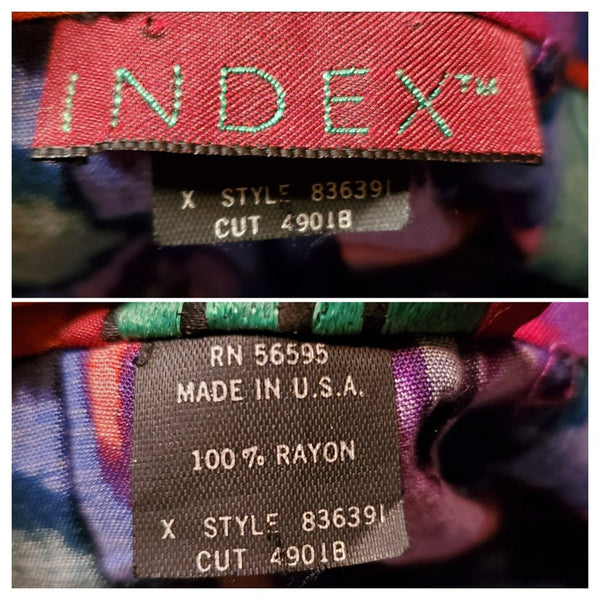 INDEX™
X STYLE 836391
CUT 4901B
RN 56595
MADE IN U.S.A.
100% RAYON
X STYLE 836391
CUT 4901B